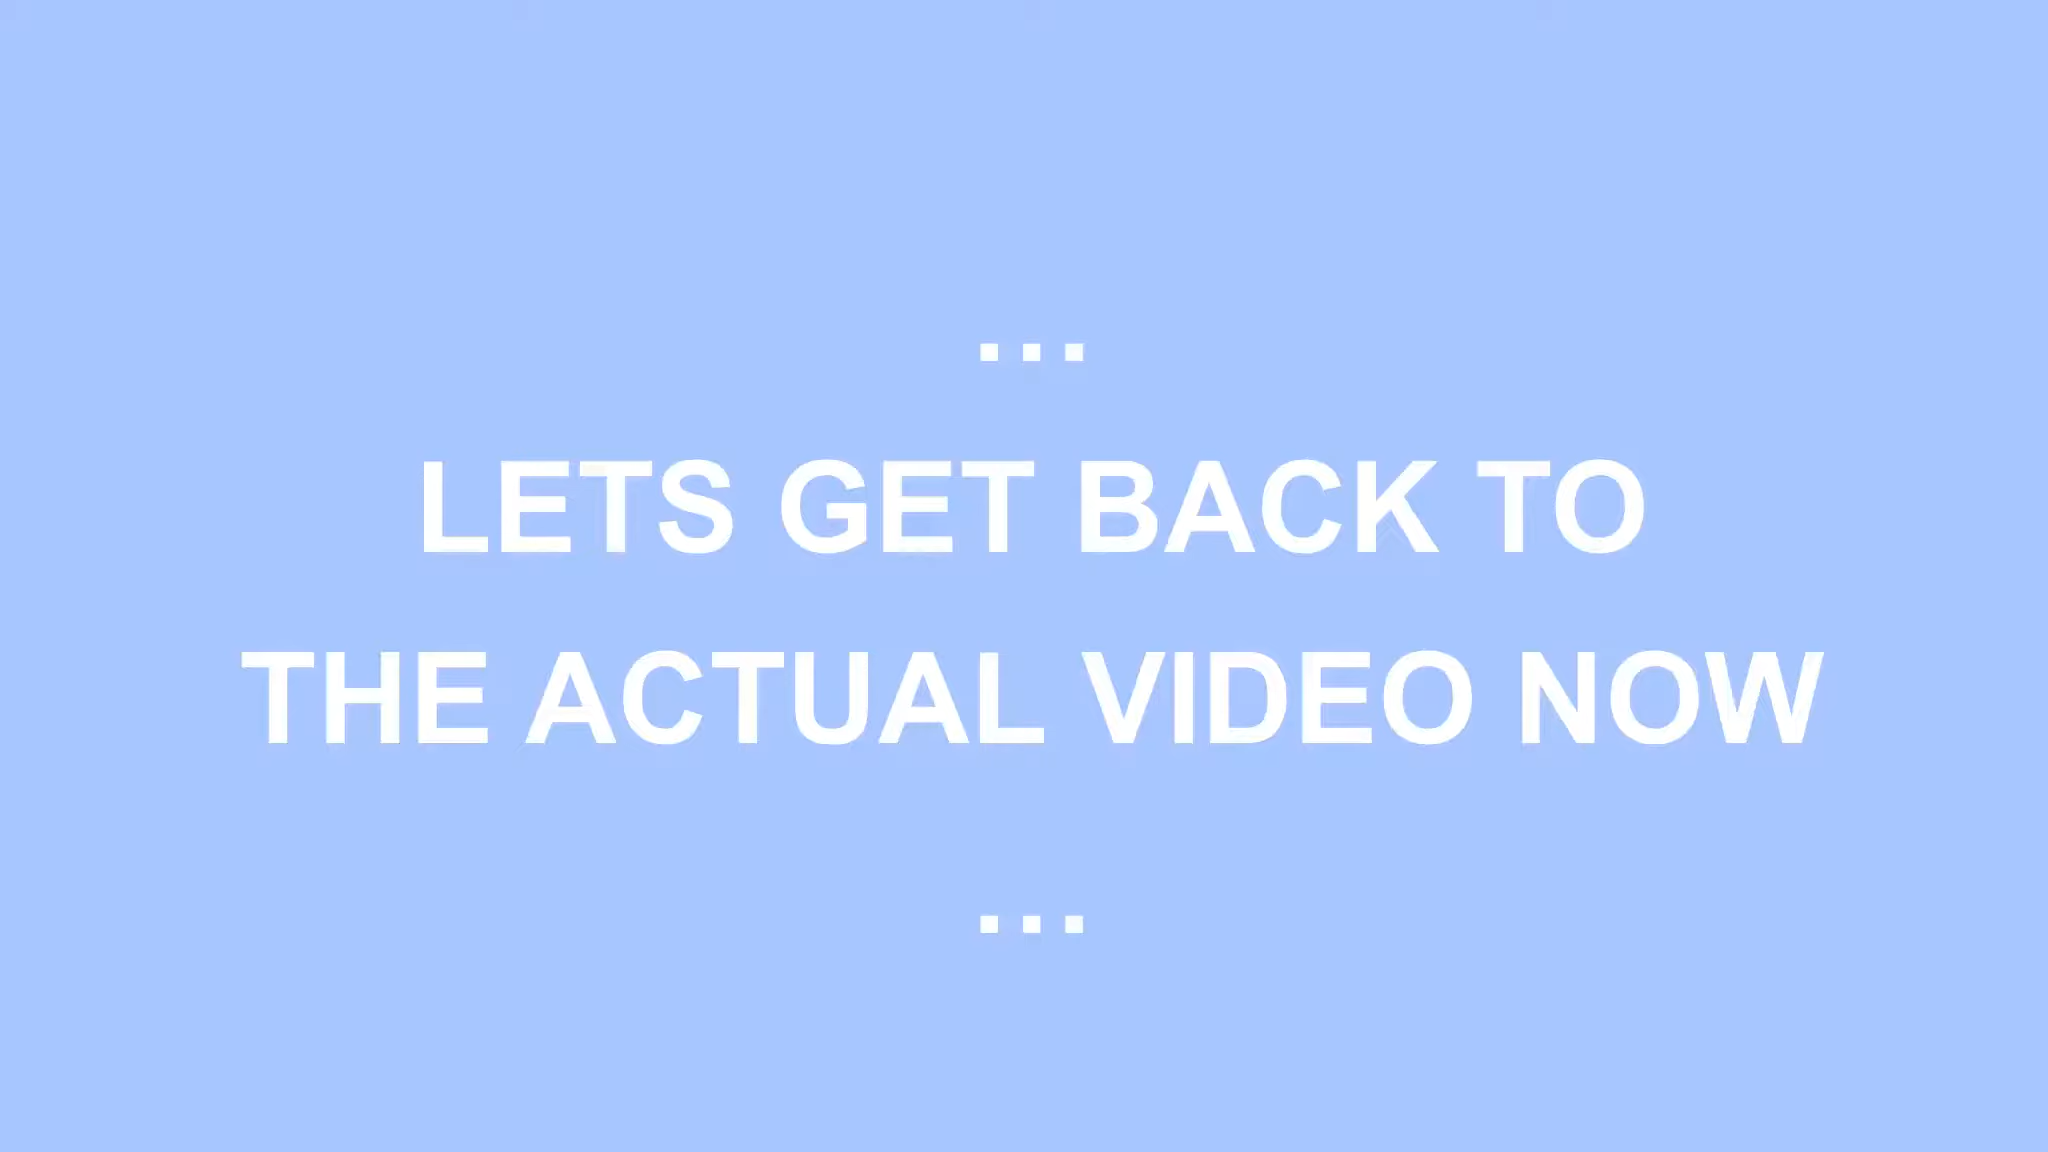 ...
LETS GET BACK TO
THE ACTUAL VIDEO NOW
...